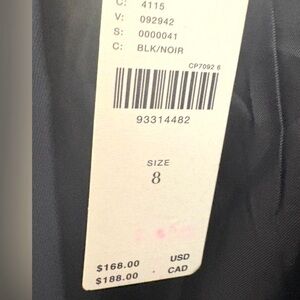 C: 4115
V: 092942
S: 0000041
C: BLK/NOIR
CP7092 6
93314482
SIZE
8
$168.00 USD
$188.00 . CAD